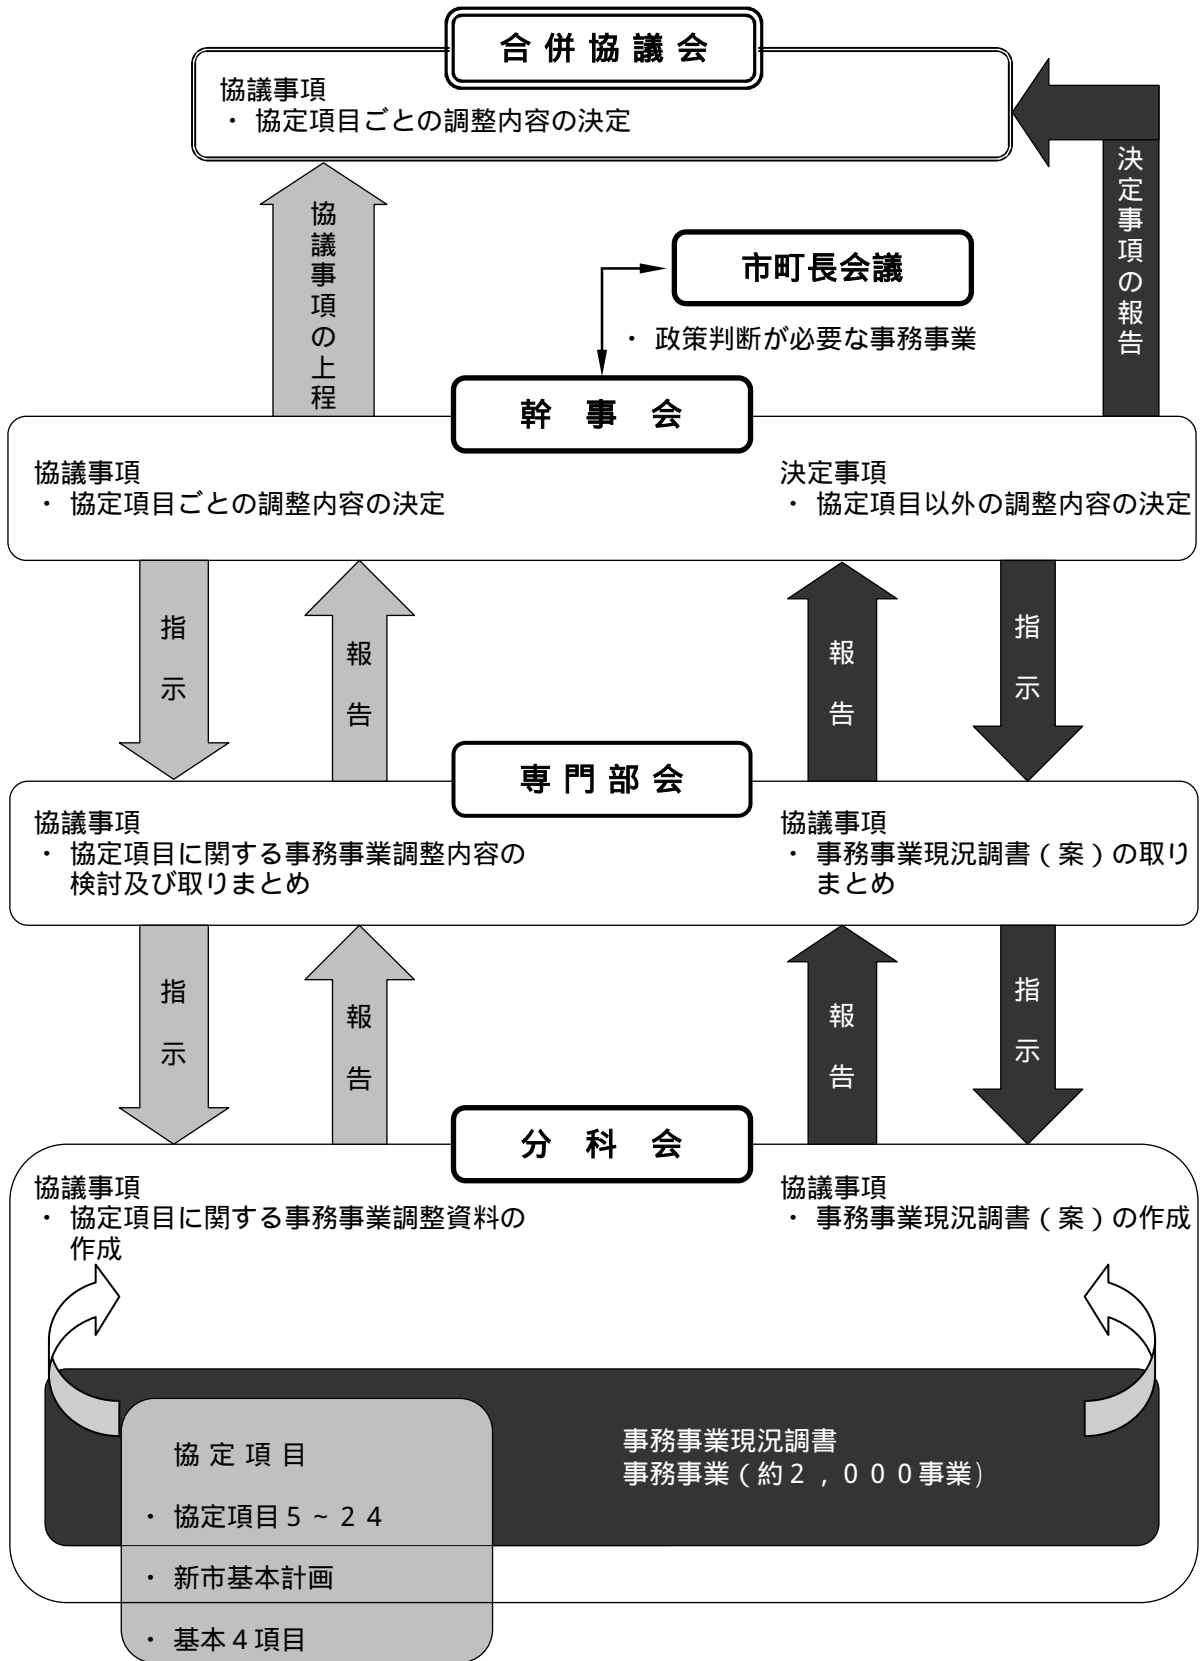 合併協議会
協議事項
・ 協定項目ごとの調整内容の決定
協議事項の上程
決定事項の報告
市町長会議
・ 政策判断が必要な事務事業
幹事会
協議事項
・ 協定項目ごとの調整内容の決定
決定事項
・ 協定項目以外の調整内容の決定
指示
報告
報告
指示
専門部会
協議事項
・ 協定項目に関する事務事業調整内容の
検討及び取りまとめ
協議事項
・ 事務事業現況調書（案）の取り
まとめ
指示
報告
報告
指示
分科会
協議事項
・ 協定項目に関する事務事業調整資料の
作成
協議事項
・ 事務事業現況調書（案）の作成
協定項目
・ 協定項目５~２４
・ 新市基本計画
・ 基本４項目
事務事業現況調書
事務事業（約２，０００事業）